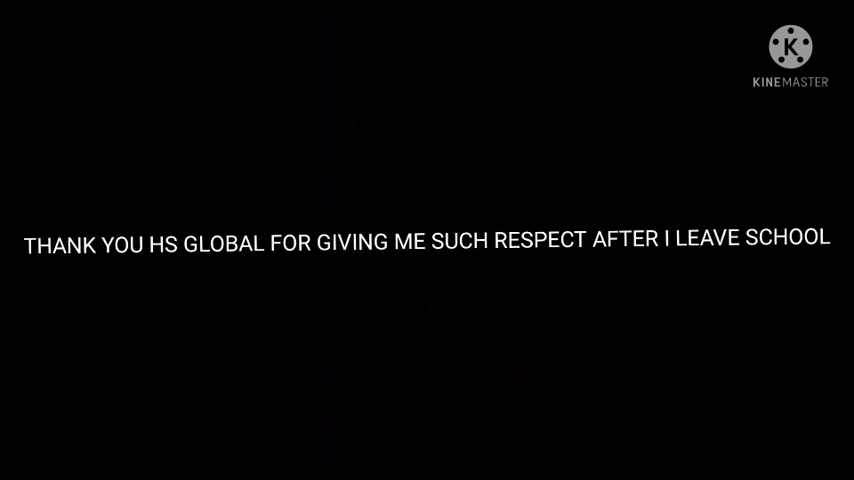 KINEMASTER
THANK YOU HS GLOBAL FOR GIVING ME SUCH RESPECT AFTER I LEAVE SCHOOL